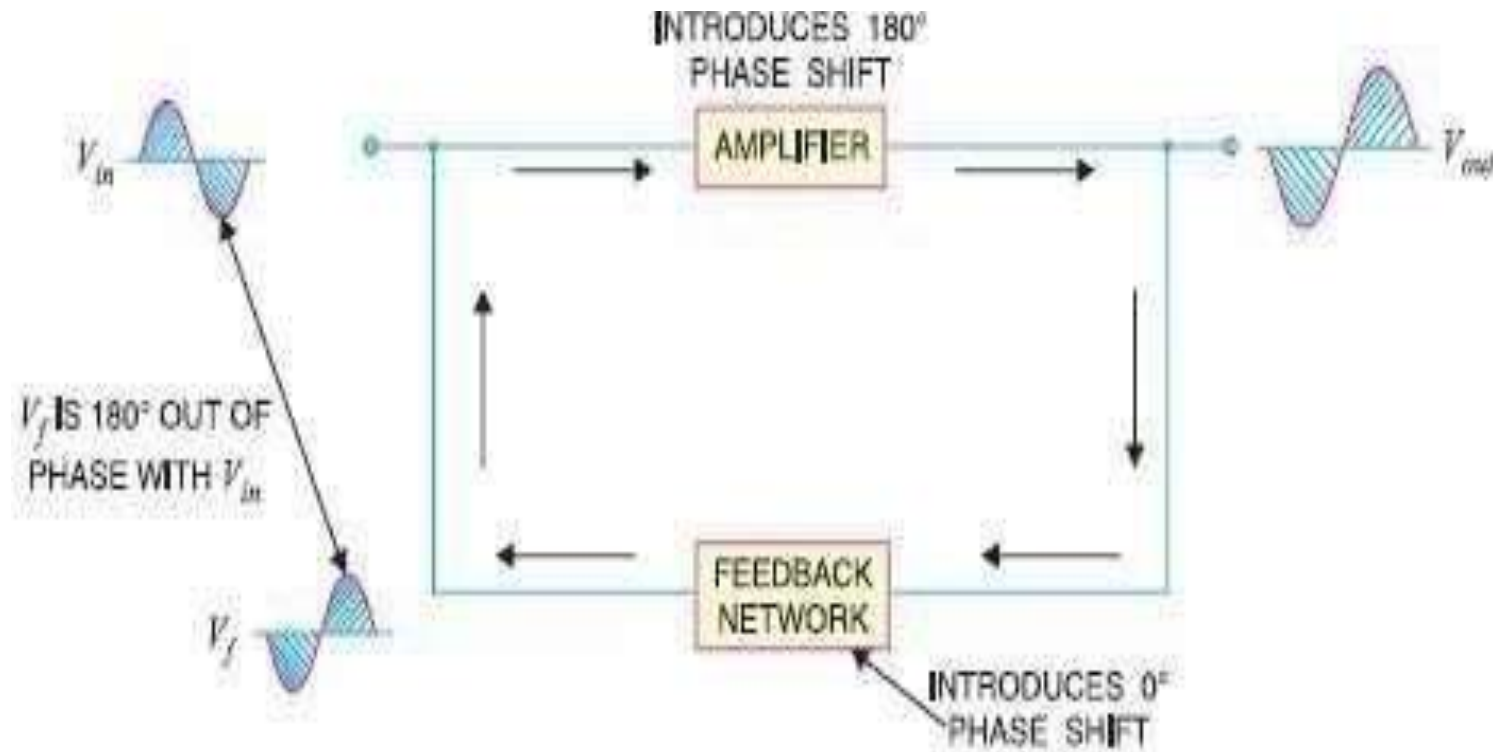 INTRODUCES 180°
PHASE SHIFT
AMPLIFIER
V_in
V_out
V_f IS 180° OUT OF
PHASE WITH V_in
V_f
FEEDBACK
NETWORK
INTRODUCES 0°
PHASE SHIFT